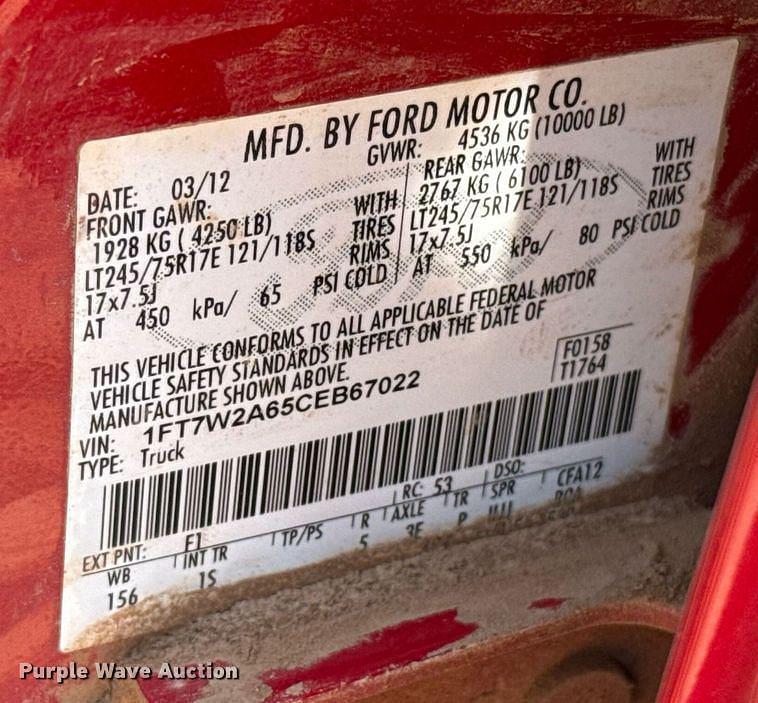 MFD. BY FORD MOTOR CO.
DATE: 03/12
GVWR: 4536 KG (10000 LB)
FRONT GAWR:
1928 KG ( 4250 LB) WITH
LT245/75R17E 121/118S TIRES
17x7.5J RIMS
AT 450 kPa/ 65 PSI COLD
REAR GAWR: WITH
2767 KG ( 6100 LB) TIRES
LT245/75R17E 121/118S RIMS
17x7.5J
AT 550 kPa/ 80 PSI COLD
THIS VEHICLE CONFORMS TO ALL APPLICABLE FEDERAL MOTOR
VEHICLE SAFETY STANDARDS IN EFFECT ON THE DATE OF
MANUFACTURE SHOWN ABOVE.
F0158
T1764
VIN: 1FT7W2A65CEB67022
TYPE: Truck
EXT PNT: F1 RC: 53 DSO:
WB INT TR TP/PS R AXLE TR SPR CFA12
156 1S 5 3E P
Purple Wave Auction